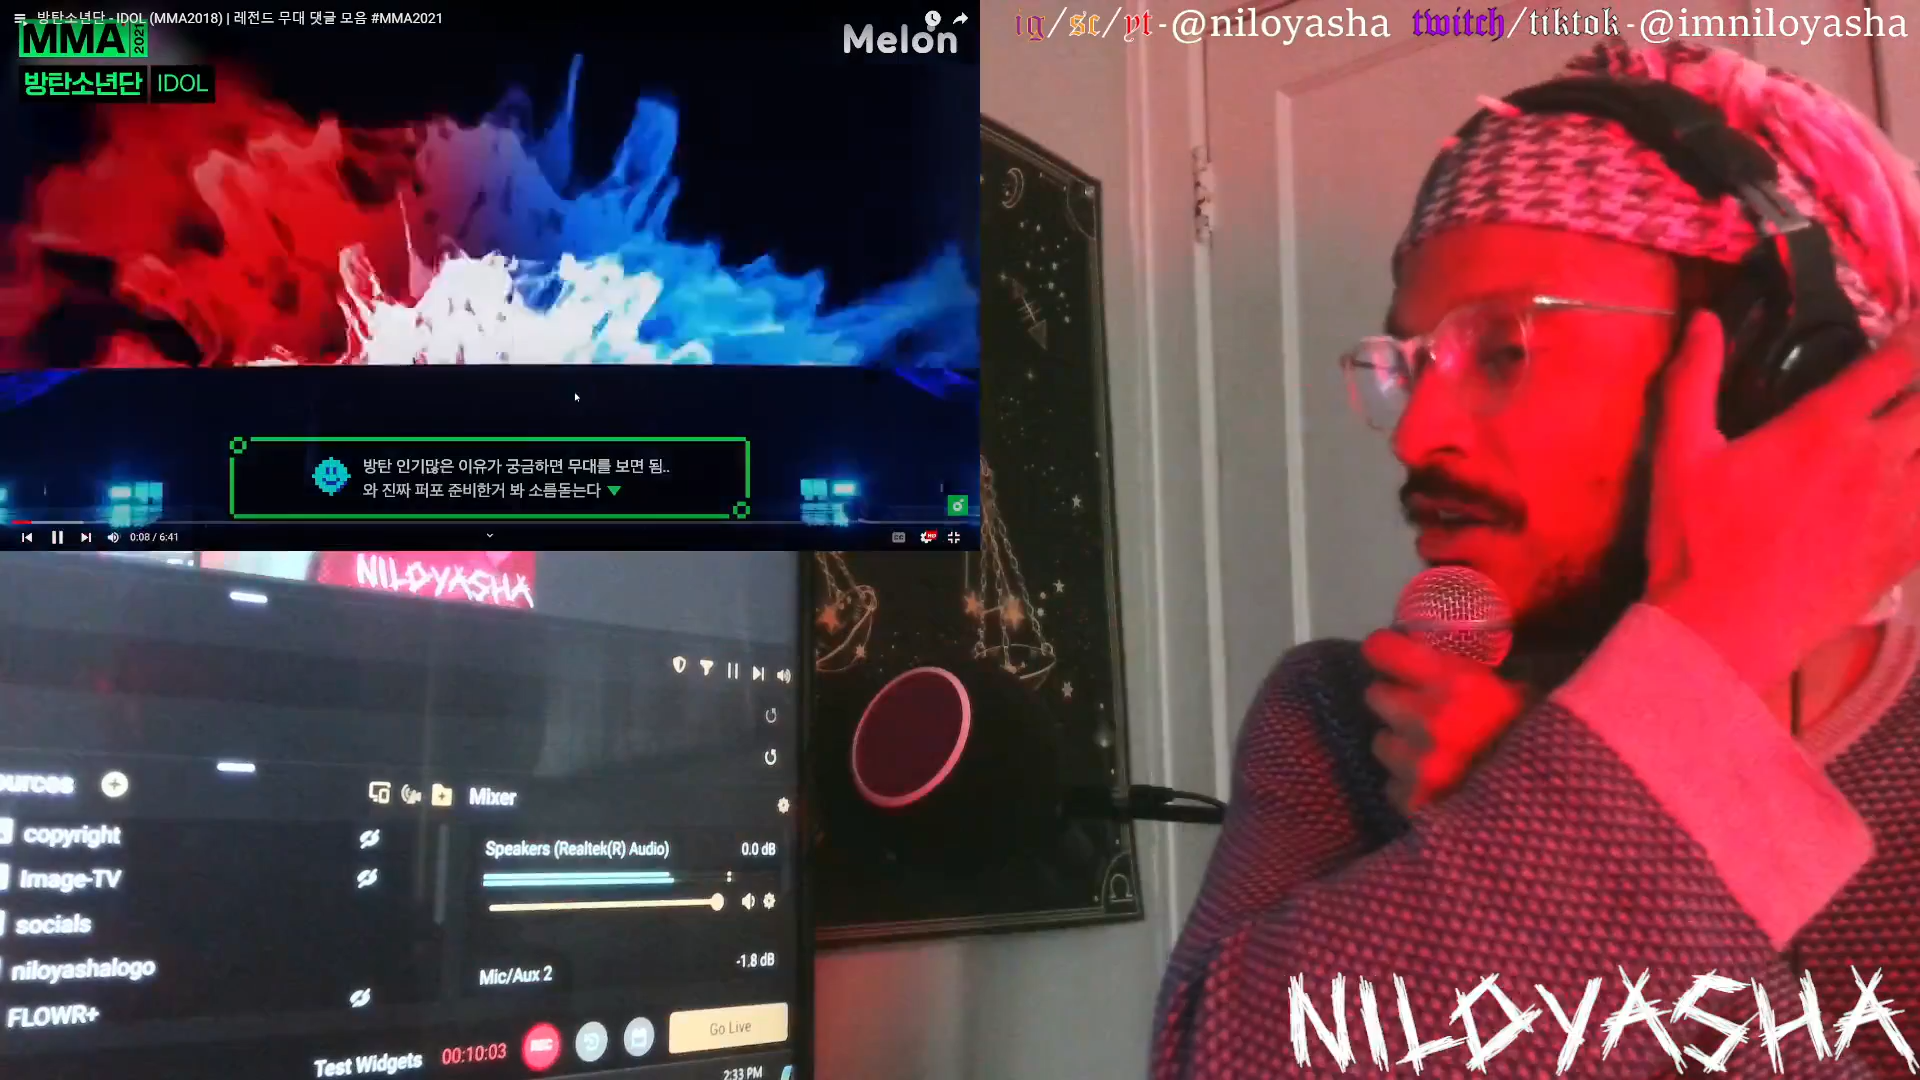 방탄소년단 - IDOL (MMA2018) | 레전드 무대 댓글 모음 #MMA2021
MMA 2021
방탄소년단 IDOL
Melon
ig/sc/yt-@niloyasha twitch/tiktok-@imniloyasha
방탄 인기많은 이유가 궁금하면 무대를 보면 됨..
와 진짜 퍼포 준비한거 봐 소름돋는다
0:08 / 6:41
CC
HD
NILOYASHA
ources
Mixer
copyright
Image-TV
socials
niloyashalogo
FLOWR+
Speakers (Realtek(R) Audio)
0.0 dB
Mic/Aux 2
-1.8 dB
Test Widgets
00:10:03
REC
Go Live
2:33 PM
NILOYASHA